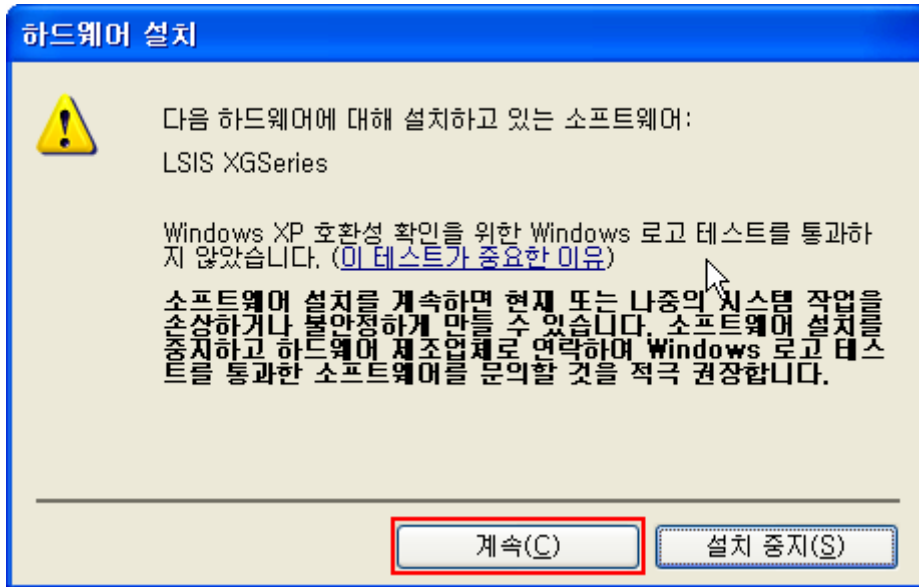 하드웨어 설치
다음 하드웨어에 대해 설치하고 있는 소프트웨어:
LSIS XGSeries
Windows XP 호환성 확인을 위한 Windows 로고 테스트를 통과하
지 않았습니다. (이 테스트가 중요한 이유)
소프트웨어 설치를 계속하면 현재 또는 나중의 시스템 작업을
손상하거나 불안정하게 만들 수 있습니다. 소프트웨어 설치를
중지하고 하드웨어 제조업체로 연락하여 Windows 로고 테스
트를 통과한 소프트웨어를 문의할 것을 적극 권장합니다.
계속(C)
설치 중지(S)